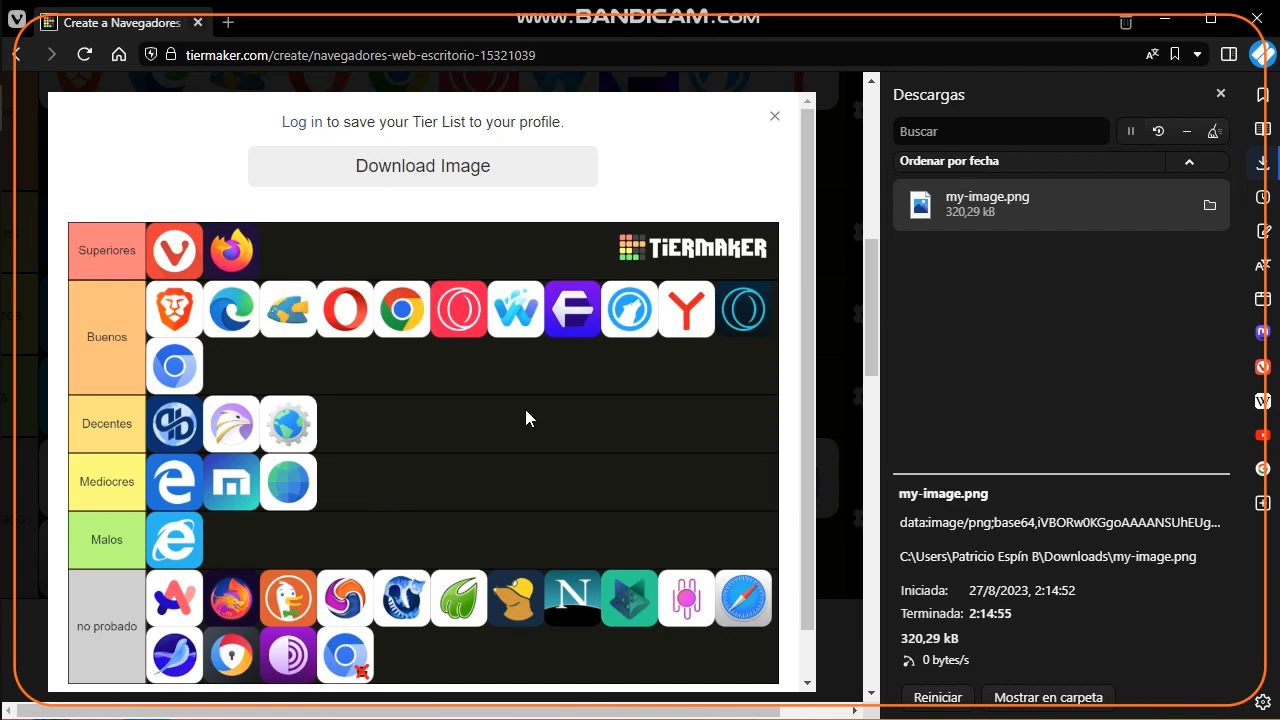 www.BANDICAM.com
Create a Navegadores
tiermaker.com/create/navegadores-web-escritorio-15321039
Log in to save your Tier List to your profile.
Download Image
Superiores
TiERMAKER
Buenos
Decentes
Mediocres
Malos
no probado
N
Descargas
Buscar
Ordenar por fecha
my-image.png
320,29 kB
my-image.png
data:image/png;base64,iVBORw0KGgoAAAANSUhEUg...
C:\Users\Patricio Espín B\Downloads\my-image.png
Iniciada: 27/8/2023, 2:14:52
Terminada: 2:14:55
320,29 kB
0 bytes/s
Reiniciar
Mostrar en carpeta